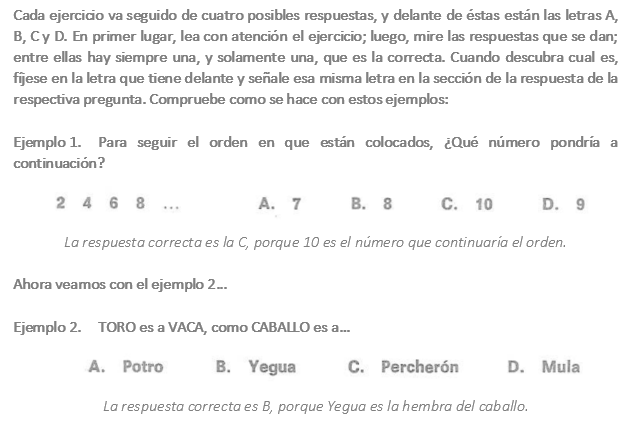 Cada ejercicio va seguido de cuatro posibles respuestas, y delante de éstas están las letras A,
B, C y D. En primer lugar, lea con atención el ejercicio; luego, mire las respuestas que se dan;
entre ellas hay siempre una, y solamente una, que es la correcta. Cuando descubra cual es,
fíjese en la letra que tiene delante y señale esa misma letra en la sección de la respuesta de la
respectiva pregunta. Compruebe como se hace con estos ejemplos:
Ejemplo 1. Para seguir el orden en que están colocados, ¿Qué número pondría a
continuación?
2 4 6 8 ... A. 7 B. 8 C. 10 D. 9
La respuesta correcta es la C, porque 10 es el número que continuaría el orden.
Ahora veamos con el ejemplo 2...
Ejemplo 2. TORO es a VACA, como CABALLO es a...
A. Potro B. Yegua C. Percherón D. Mula
La respuesta correcta es B, porque Yegua es la hembra del caballo.